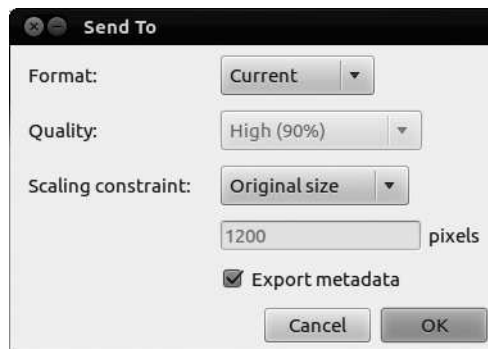 Send To
Format: Current
Quality: High (90%)
Scaling constraint: Original size
1200 pixels
Export metadata
Cancel OK